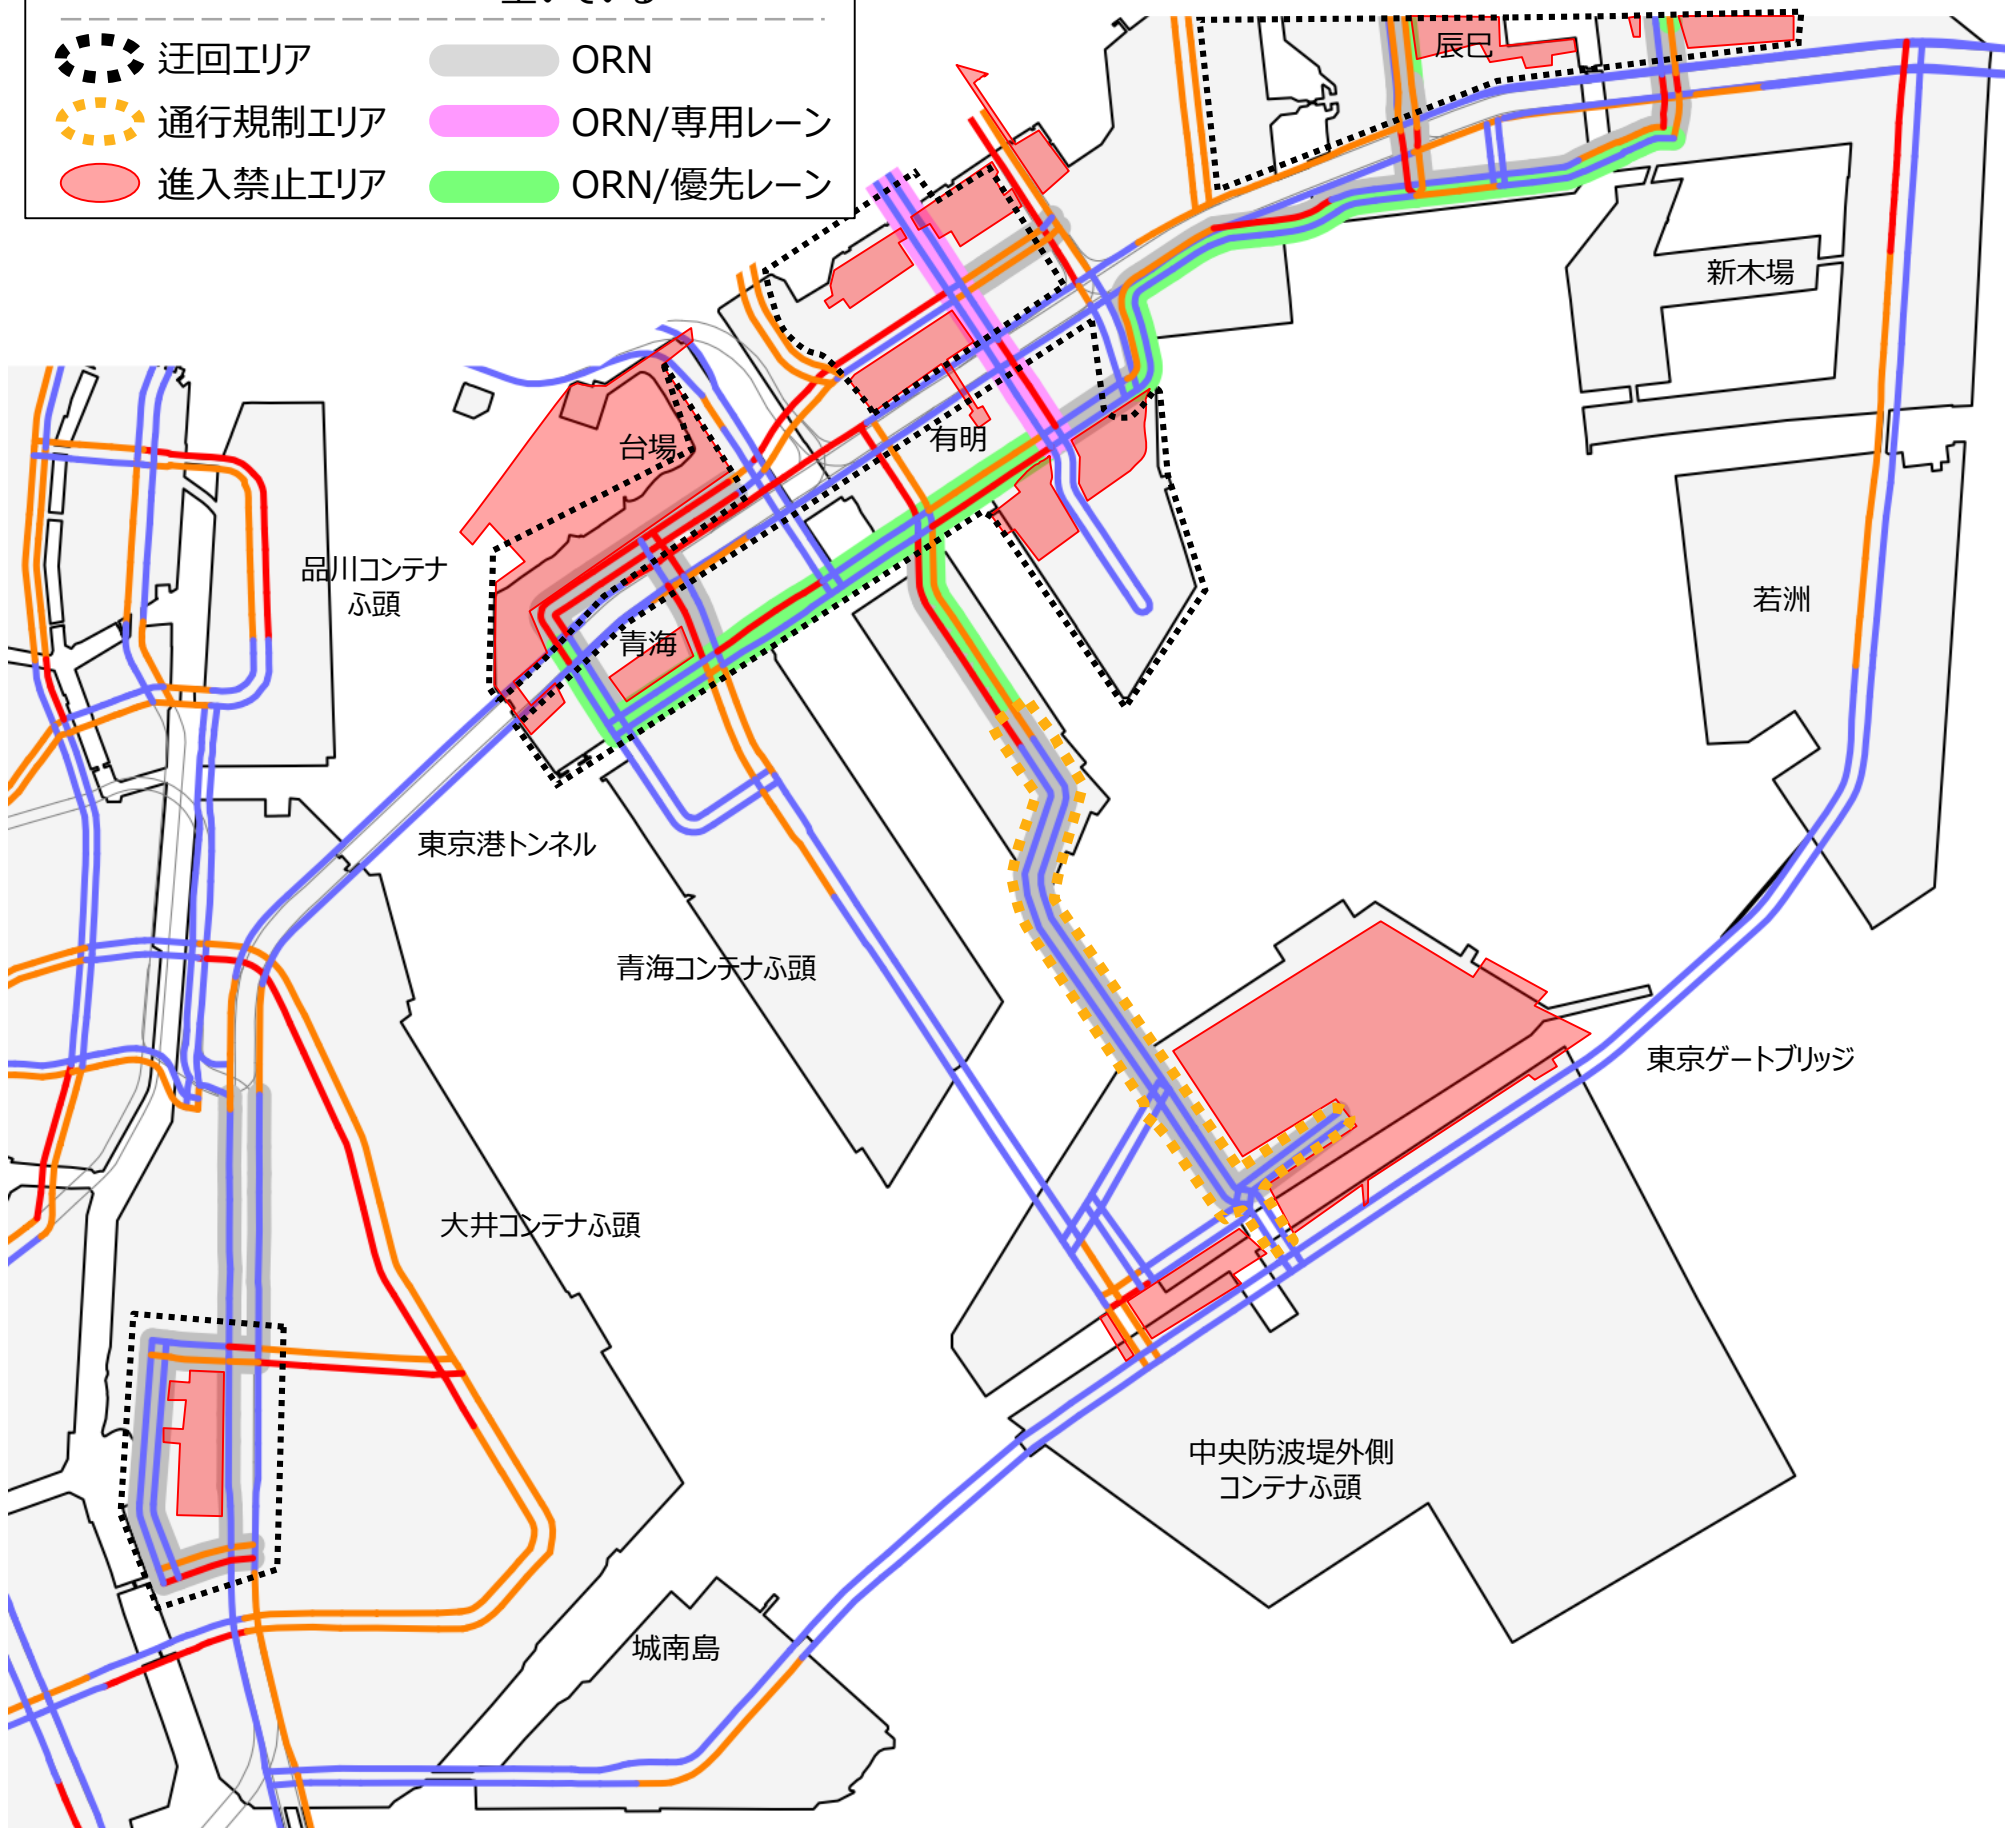 空いている
迂回エリア
ORN
通行規制エリア
ORN/専用レーン
進入禁止エリア
ORN/優先レーン
辰巳
新木場
台場
有明
品川コンテナ
ふ頭
若洲
青海
東京港トンネル
青海コンテナふ頭
東京ゲートブリッジ
大井コンテナふ頭
中央防波堤外側
コンテナふ頭
城南島